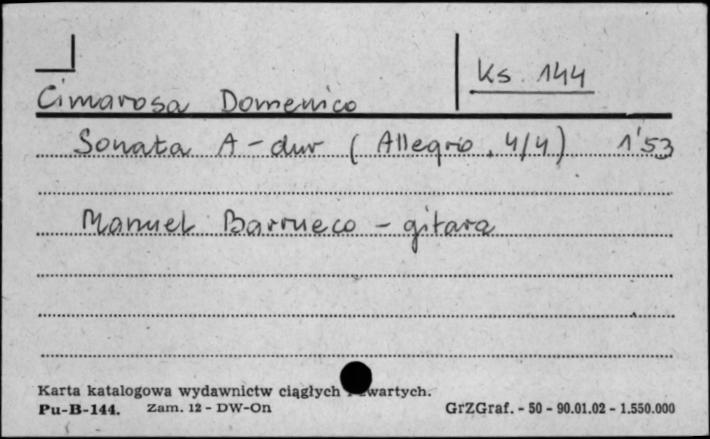 Ks 144
Cimarosa Domenico
Sonata A-dur (Allegro, 4/4) 1'53
Manuel Barrueco - gitara
Karta katalogowa wydawnictw ciągłych zwartych.
Pu-B-144. Zam. 12 - DW-On GrZGraf. - 50 - 90.01.02 - 1.550.000